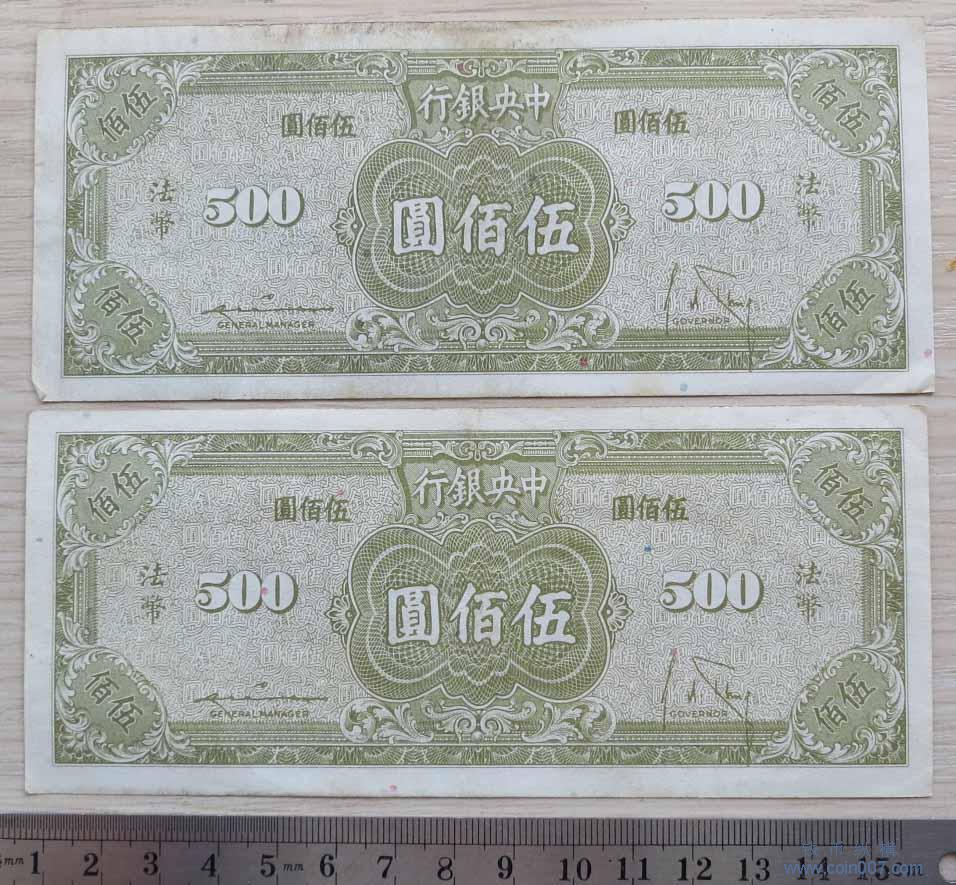 中央銀行
伍佰
伍佰
伍佰圓
伍佰圓
法幣
500
伍佰圓
500
法幣
伍佰
伍佰
GENERAL MANAGER
GOVERNOR
中央銀行
伍佰
伍佰
伍佰圓
伍佰圓
法幣
500
伍佰圓
500
法幣
伍佰
伍佰
GENERAL MANAGER
GOVERNOR
mm 1 2 3 4 5 mm 6 7 8 9 10 11 12 13 14 15
www.coin007.com